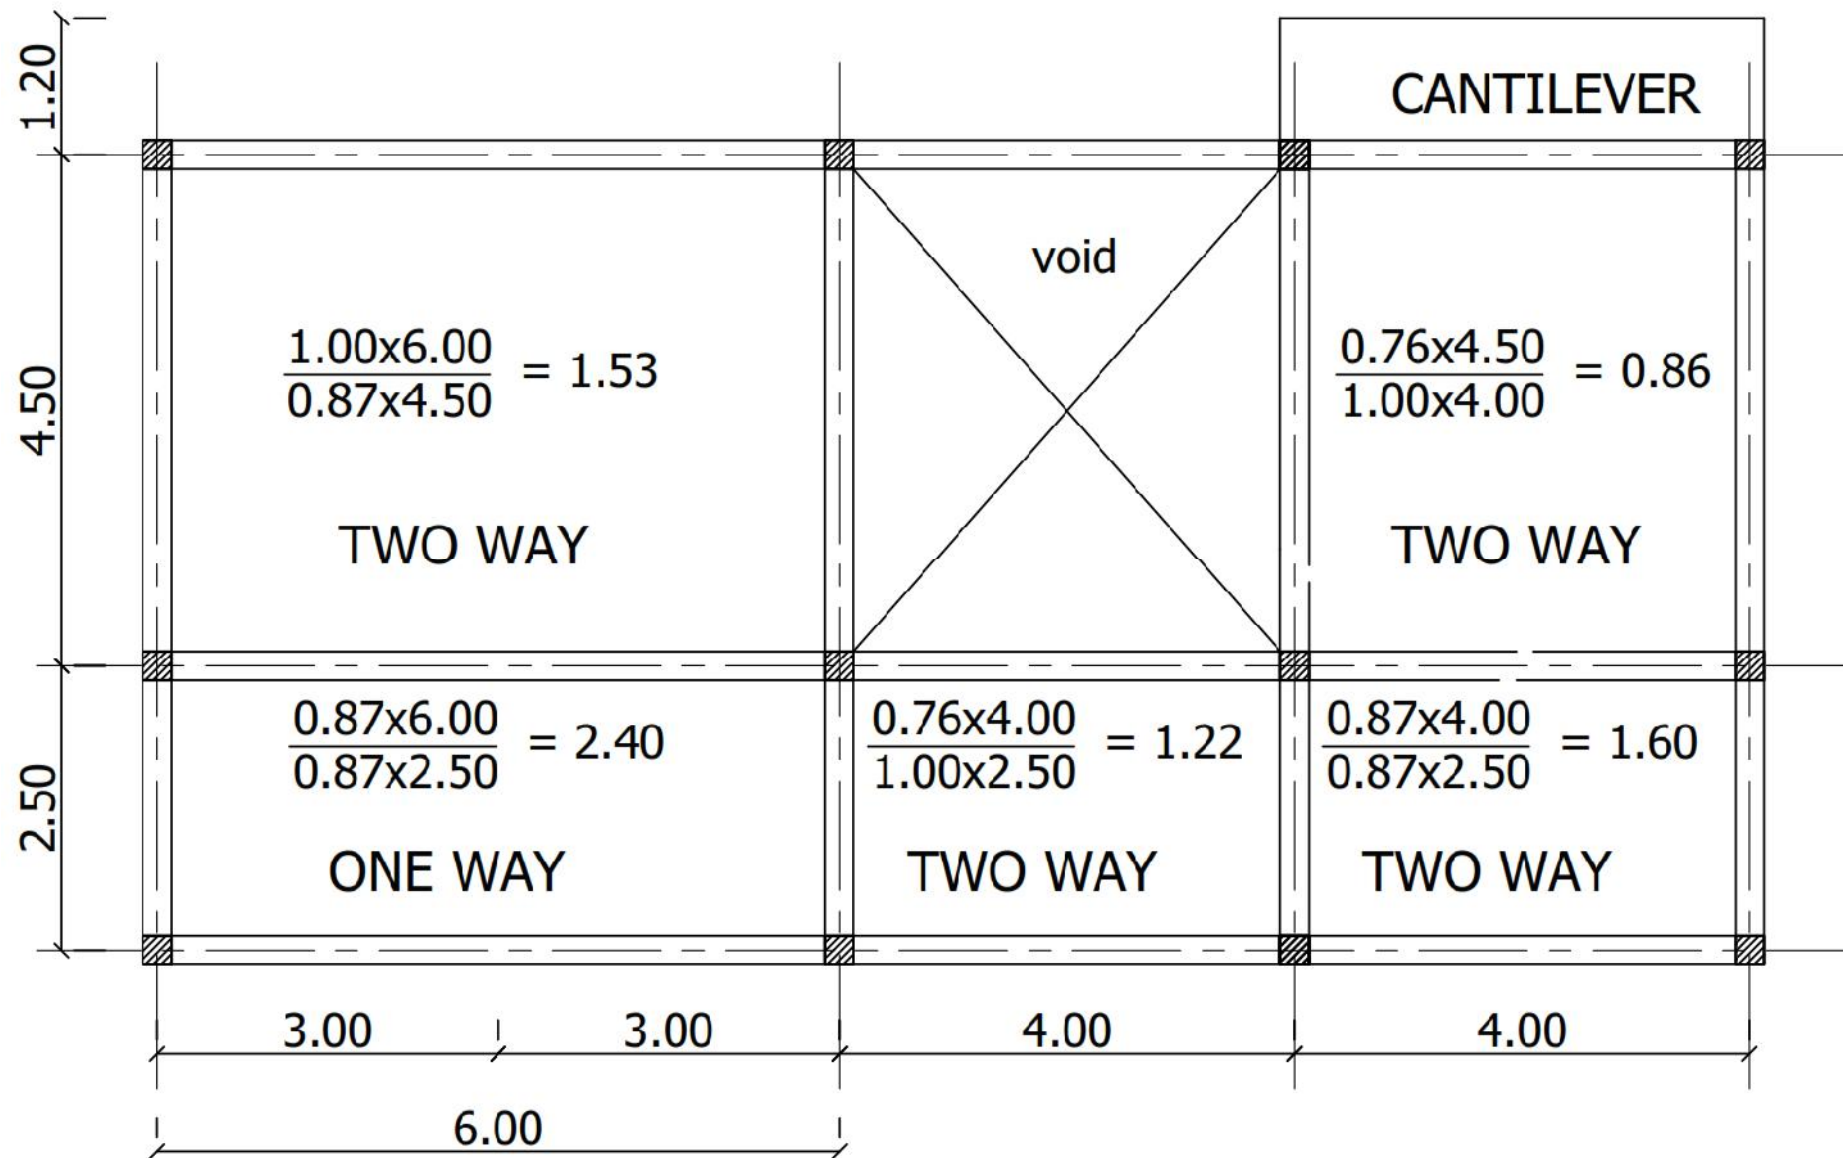 1.20
CANTILEVER
4.50
void
1.00x6.00
0.87x4.50
= 1.53
TWO WAY
0.76x4.50
1.00x4.00
= 0.86
TWO WAY
2.50
0.87x6.00
0.87x2.50
= 2.40
ONE WAY
0.76x4.00
1.00x2.50
= 1.22
TWO WAY
0.87x4.00
0.87x2.50
= 1.60
TWO WAY
3.00
3.00
4.00
4.00
6.00